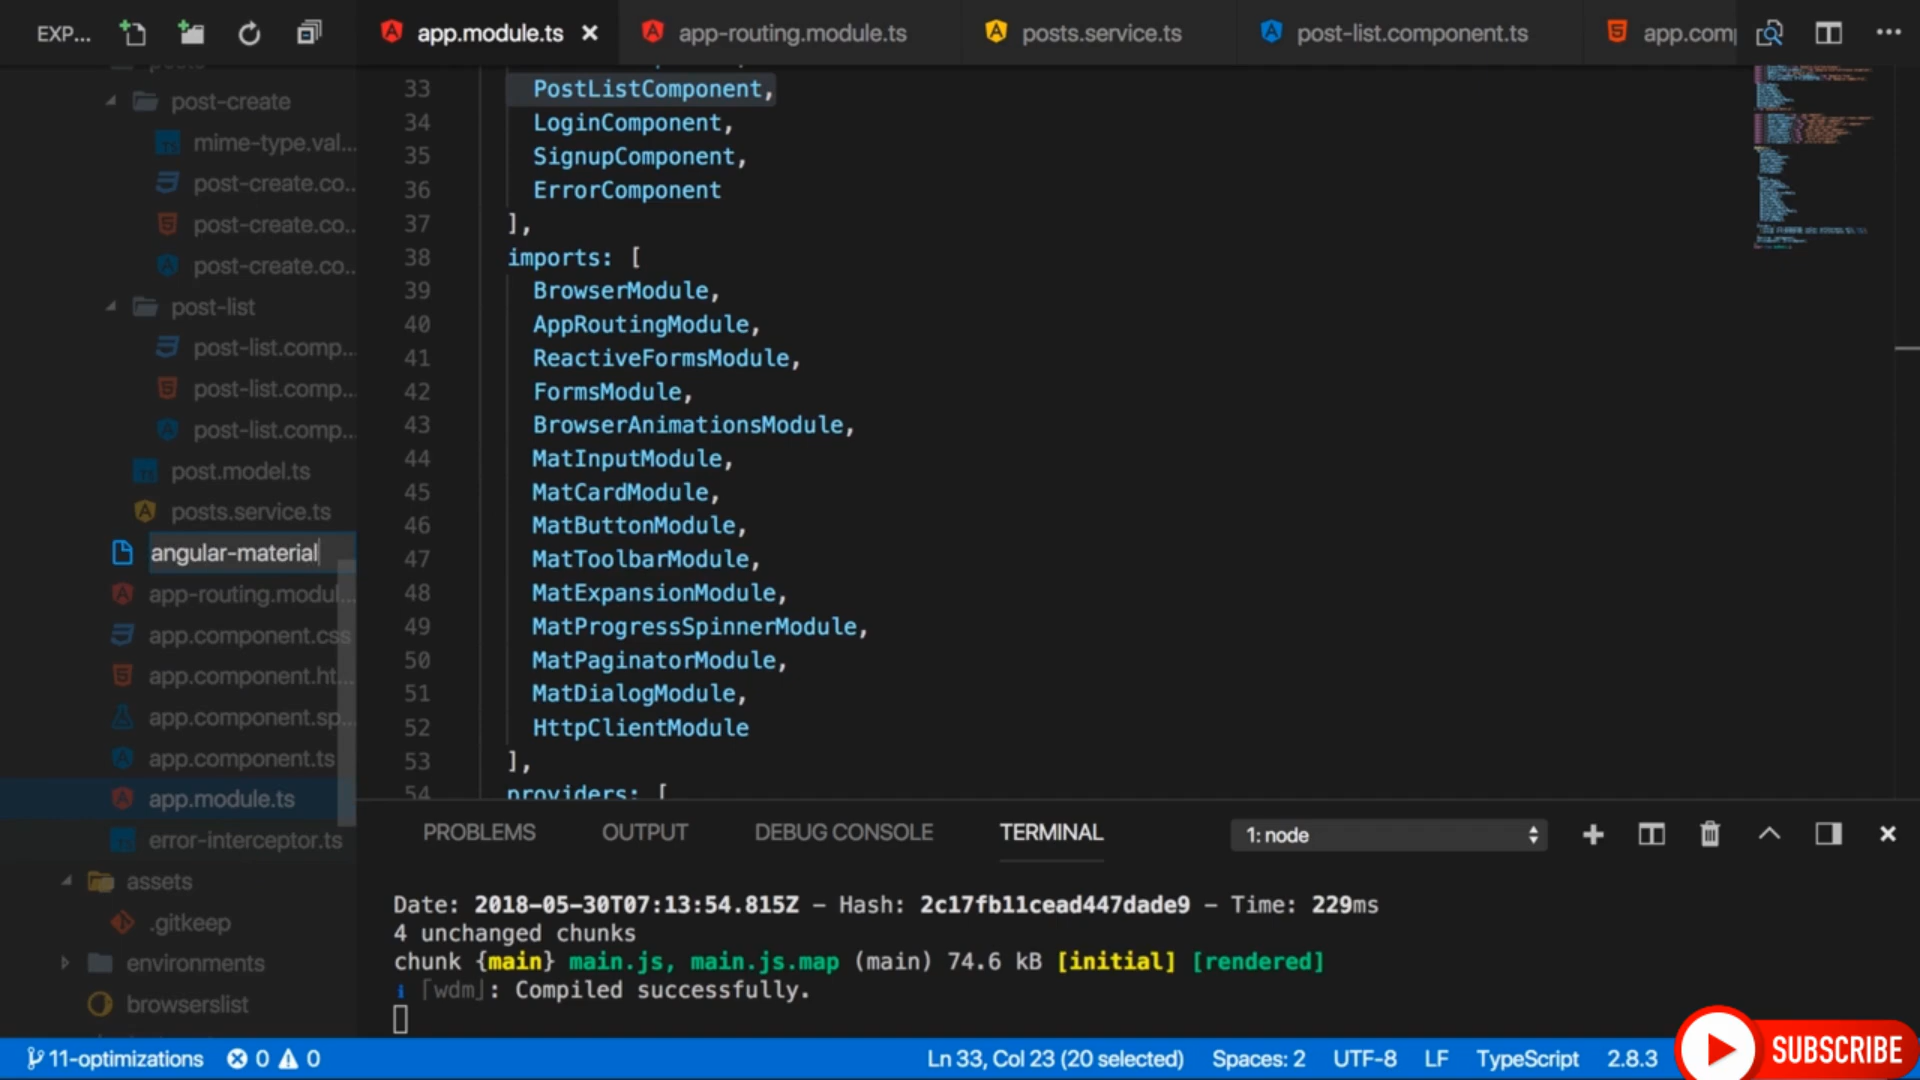 EXP...
app.module.ts
app-routing.module.ts
posts.service.ts
post-list.component.ts
app.comp
posts
post-create
mime-type.val...
post-create.co...
post-create.co...
post-create.co...
post-list
post-list.comp...
post-list.comp...
post-list.comp...
post.model.ts
posts.service.ts
angular-material
app-routing.modul...
app.component.css
app.component.ht...
app.component.sp...
app.component.ts
app.module.ts
error-interceptor.ts
assets
.gitkeep
environments
browserslist
33 PostListComponent,
34 LoginComponent,
35 SignupComponent,
36 ErrorComponent
37 ],
38 imports: [
39 BrowserModule,
40 AppRoutingModule,
41 ReactiveFormsModule,
42 FormsModule,
43 BrowserAnimationsModule,
44 MatInputModule,
45 MatCardModule,
46 MatButtonModule,
47 MatToolbarModule,
48 MatExpansionModule,
49 MatProgressSpinnerModule,
50 MatPaginatorModule,
51 MatDialogModule,
52 HttpClientModule
53 ],
54 providers: [
PROBLEMS OUTPUT DEBUG CONSOLE TERMINAL 1: node
Date: 2018-05-30T07:13:54.815Z - Hash: 2c17fb11cead447dade9 - Time: 229ms
4 unchanged chunks
chunk {main} main.js, main.js.map (main) 74.6 kB [initial] [rendered]
i ｢wdm｣: Compiled successfully.
11-optimizations 0 0 Ln 33, Col 23 (20 selected) Spaces: 2 UTF-8 LF TypeScript 2.8.3
SUBSCRIBE